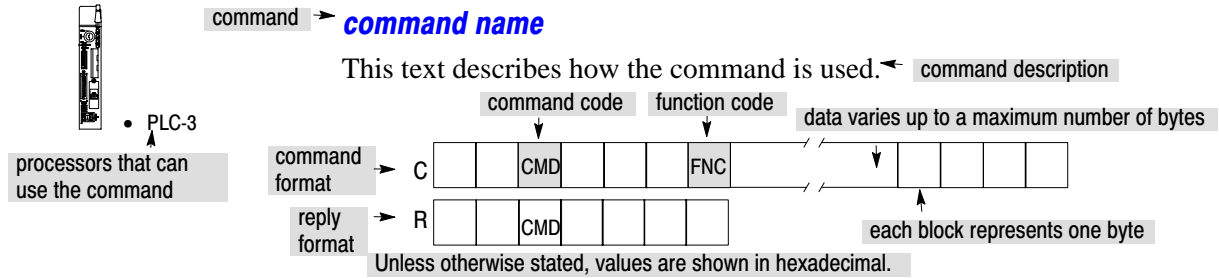 command
command name
This text describes how the command is used.
command description
• PLC-3
processors that can
use the command
command code
function code
data varies up to a maximum number of bytes
command
format
C
CMD
FNC
reply
format
R
CMD
each block represents one byte
Unless otherwise stated, values are shown in hexadecimal.